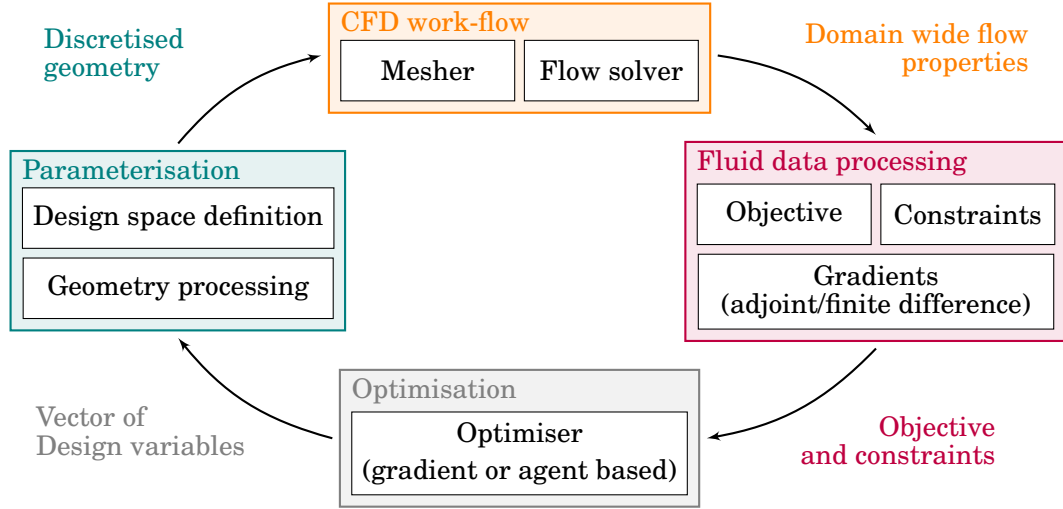 CFD work-flow
Mesher
Flow solver
Discretised
geometry
Domain wide flow
properties
Parameterisation
Design space definition
Geometry processing
Fluid data processing
Objective
Constraints
Gradients
(adjoint/finite difference)
Optimisation
Optimiser
(gradient or agent based)
Vector of
Design variables
Objective
and constraints